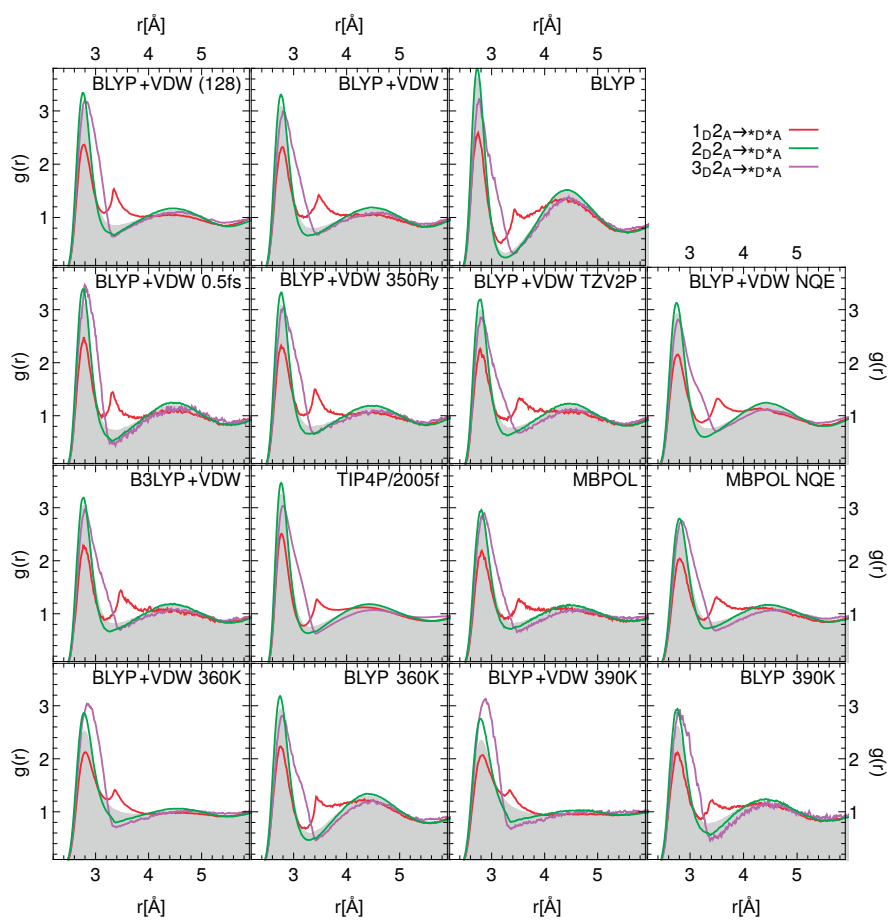 r[Å] r[Å] r[Å]
3 4 5 3 4 5 3 4 5
BLYP+VDW (128) BLYP+VDW BLYP
g(r) 3 2 1
1D2A→*D*A
2D2A→*D*A
3D2A→*D*A
3 4 5
BLYP+VDW 0.5fs BLYP+VDW 350Ry BLYP+VDW TZV2P BLYP+VDW NQE
g(r) 3 2 1 3 2 1 g(r)
B3LYP+VDW TIP4P/2005f MBPOL MBPOL NQE
g(r) 3 2 1 3 2 1 g(r)
BLYP+VDW 360K BLYP 360K BLYP+VDW 390K BLYP 390K
g(r) 3 2 1 3 2 1 g(r)
3 4 5 3 4 5 3 4 5 3 4 5
r[Å] r[Å] r[Å] r[Å]